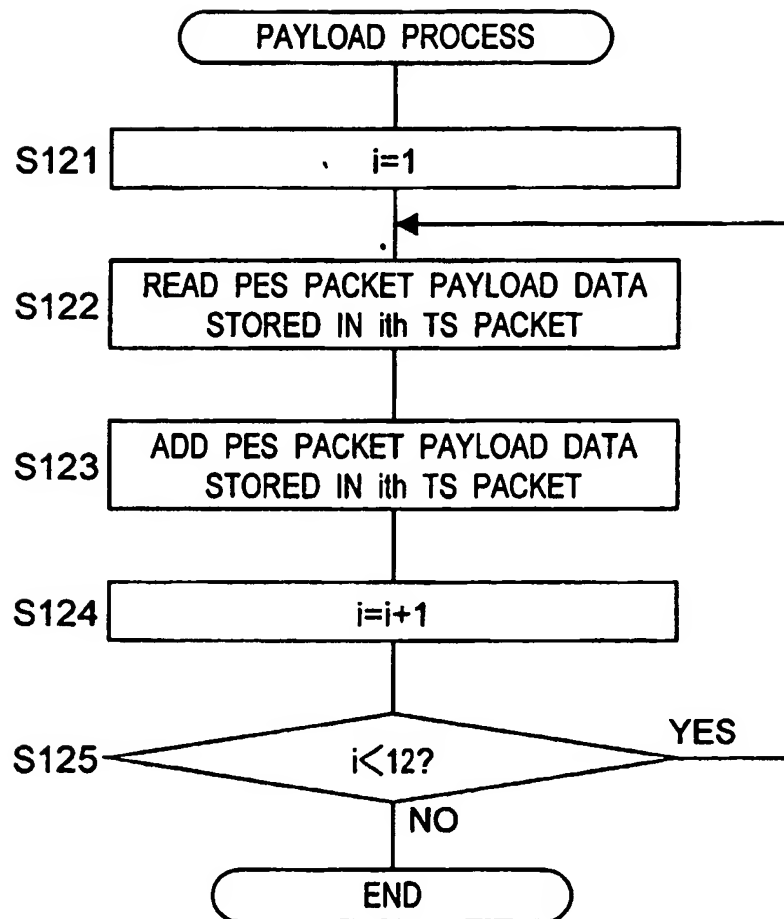 PAYLOAD PROCESS
S121
i=1
S122
READ PES PACKET PAYLOAD DATA
STORED IN ith TS PACKET
S123
ADD PES PACKET PAYLOAD DATA
STORED IN ith TS PACKET
S124
i=i+1
S125
i<12?
YES
NO
END